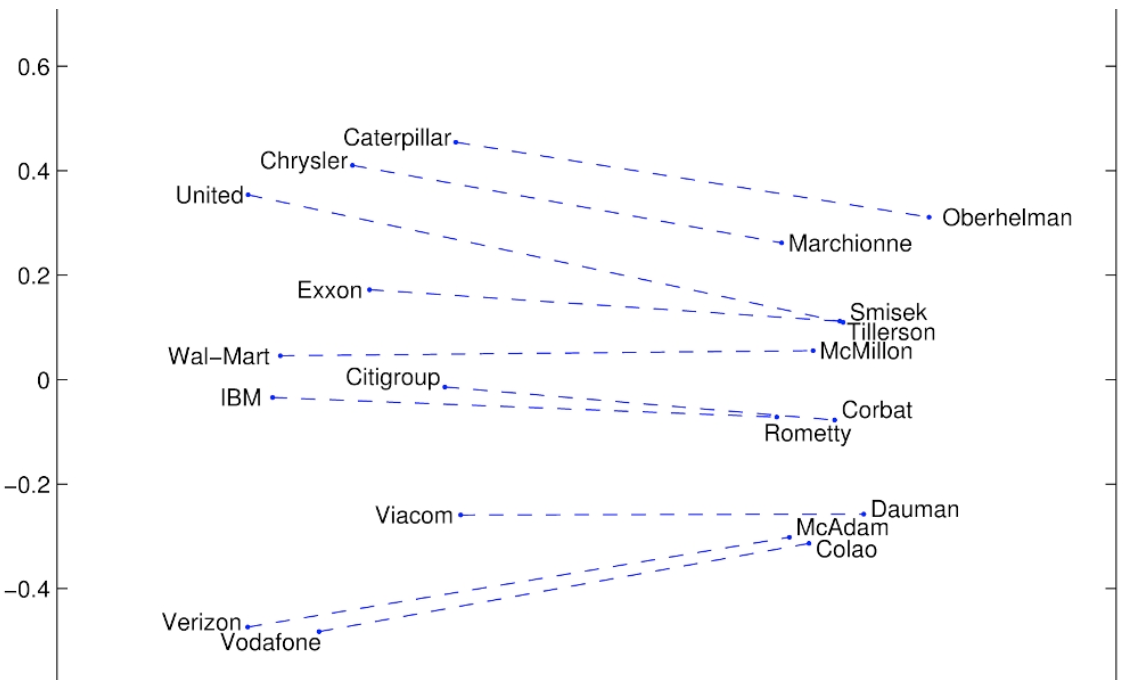 0.6
Caterpillar
Chrysler
0.4
United
Oberhelman
Marchionne
0.2
Exxon
Smisek
Tillerson
Wal-Mart
McMillon
0
Citigroup
IBM
Corbat
Rometty
−0.2
Viacom
Dauman
McAdam
Colao
−0.4
Verizon
Vodafone